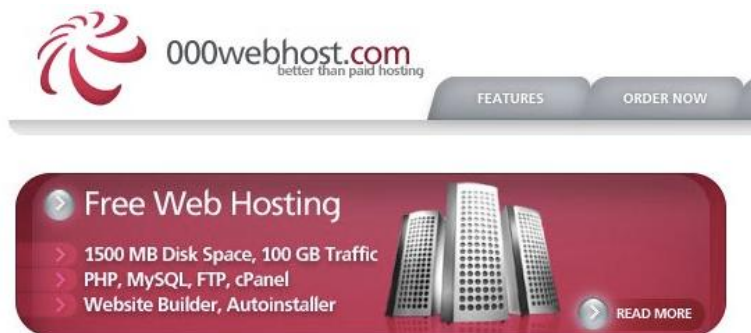 000webhost.com
better than paid hosting
FEATURES
ORDER NOW
Free Web Hosting
1500 MB Disk Space, 100 GB Traffic
PHP, MySQL, FTP, cPanel
Website Builder, Autoinstaller
READ MORE